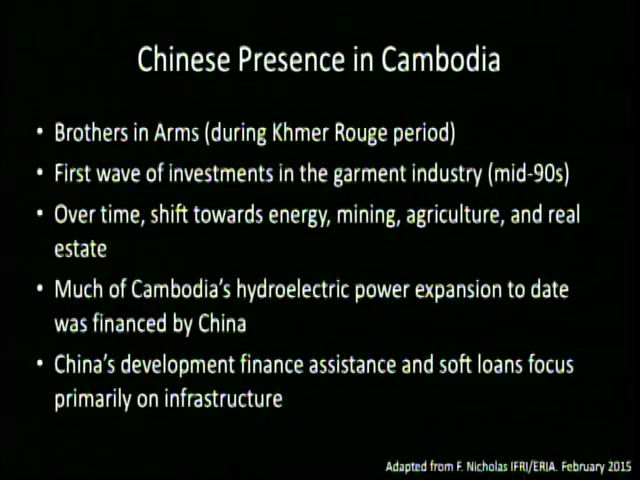 Chinese Presence in Cambodia
• Brothers in Arms (during Khmer Rouge period)
• First wave of investments in the garment industry (mid-90s)
• Over time, shift towards energy, mining, agriculture, and real
estate
• Much of Cambodia's hydroelectric power expansion to date
was financed by China
• China's development finance assistance and soft loans focus
primarily on infrastructure
Adapted from F. Nicholas IFRI/ERIA. February 2015